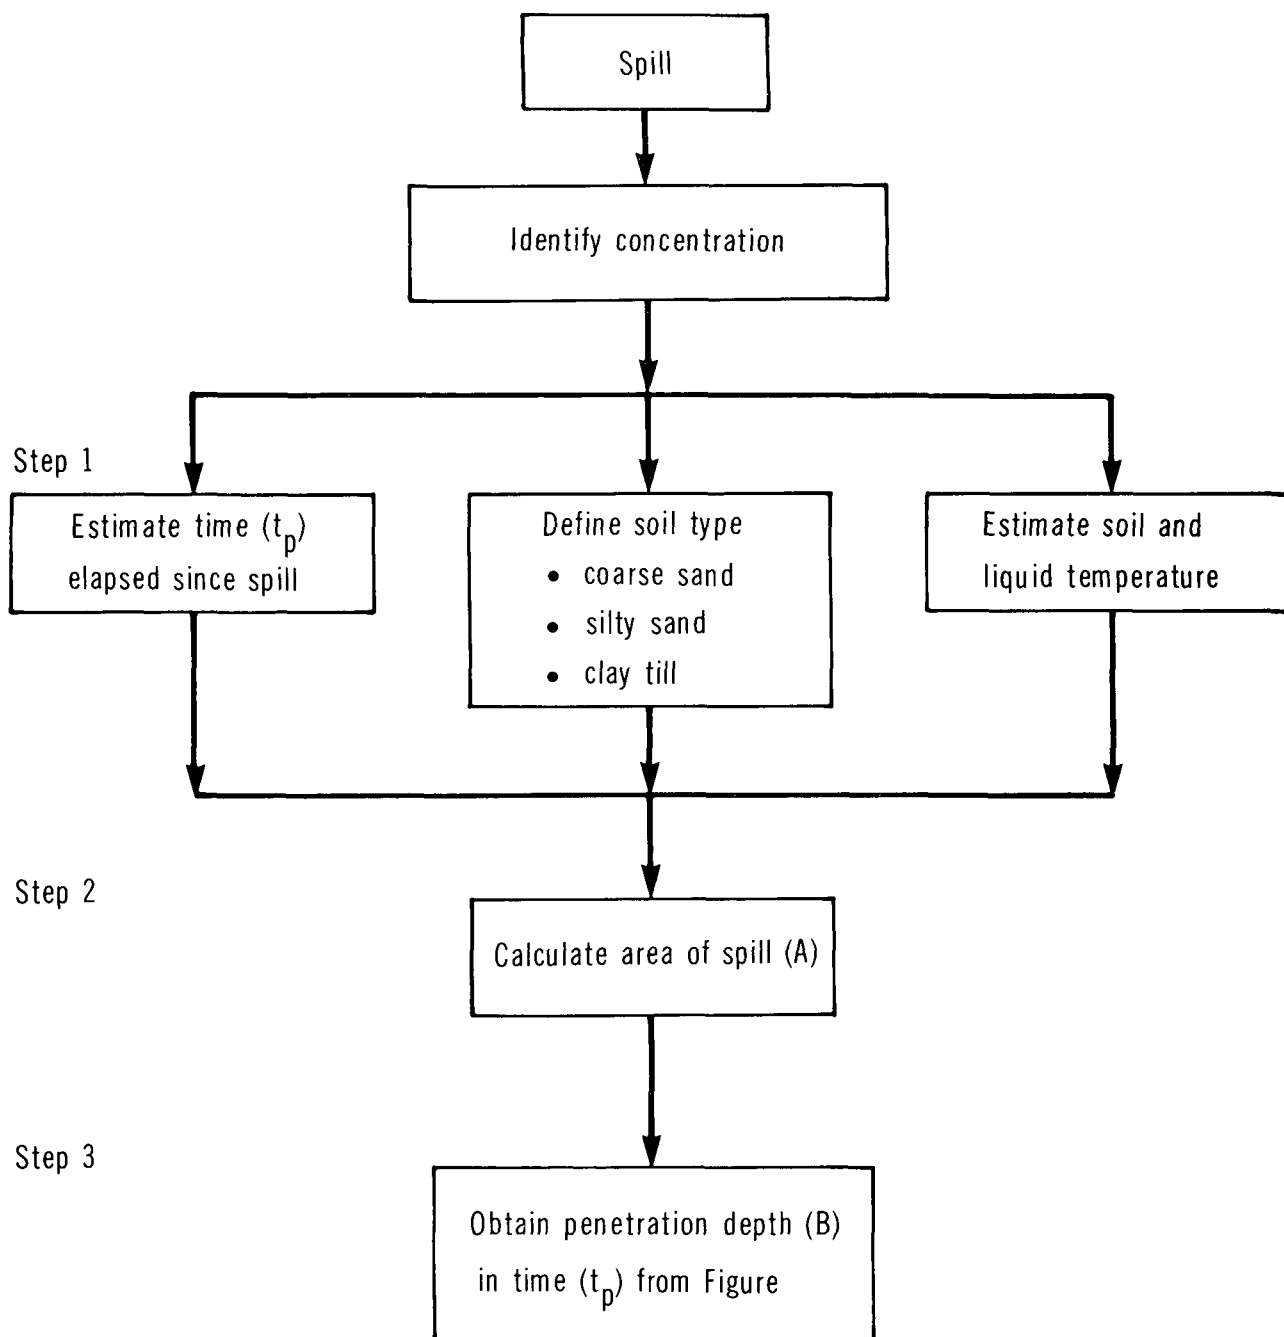 Spill
Identify concentration
Step 1
Estimate time (tp)
elapsed since spill
Define soil type
• coarse sand
• silty sand
• clay till
Estimate soil and
liquid temperature
Step 2
Calculate area of spill (A)
Step 3
Obtain penetration depth (B)
in time (tp) from Figure